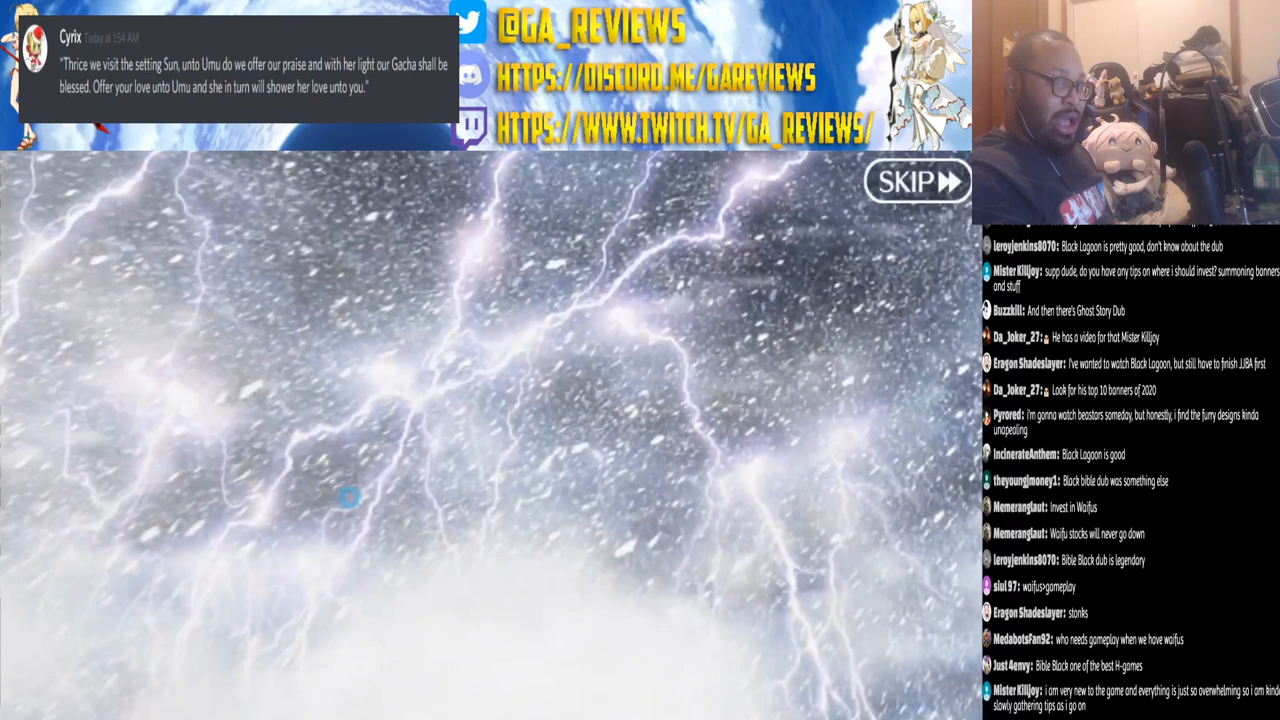 Cyrix Today at 1:54 AM
"Thrice we visit the setting Sun, unto Umu do we offer our praise and with her light our Gacha shall be
blessed. Offer your love unto Umu and she in turn will shower her love unto you."
@GA_REVIEWS
HTTPS://DISCORD.ME/GAREVIEWS
HTTPS://WWW.TWITCH.TV/GA_REVIEWS/
SKIP
leroyjenkins8070: Black Lagoon is pretty good, don't know about the dub
Mister Killjoy: supp dude, do you have any tips on where i should invest? summoning banners
and stuff
Buzzkill: And then there's Ghost Story Dub
Da_Joker_27: He has a video for that Mister Killjoy
Eragon Shadeslayer: I've wanted to watch Black Lagoon, but still have to finish JJBA first
Da_Joker_27: Look for his top 10 banners of 2020
Pyrored: i'm gonna watch beastars someday, but honestly, i find the furry designs kinda
unapealing
IncinerateAnthem: Black Lagoon is good
theyoungjmoney1: Black bible dub was something else
Memeranglaut: Invest in Waifus
Memeranglaut: Waifu stocks will never go down
leroyjenkins8070: Bible Black dub is legendary
siul 97: waifus>gameplay
Eragon Shadeslayer: stonks
MedabotsFan92: who needs gameplay when we have waifus
Just 4envy: Bible Black one of the best H-games
Mister Killjoy: i am very new to the game and everything is just so overwhelming so i am kind
slowly gathering tips as i go on